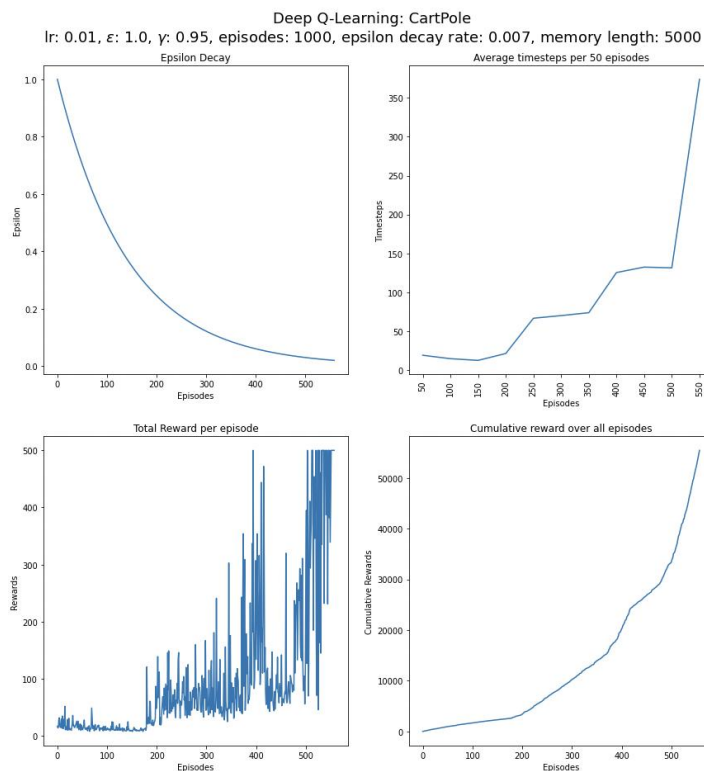 Deep Q-Learning: CartPole
lr: 0.01, ε: 1.0, γ: 0.95, episodes: 1000, epsilon decay rate: 0.007, memory length: 5000
Epsilon Decay
1.0
0.8
0.6
0.4
0.2
0.0
Epsilon
0 100 200 300 400 500
Episodes
Average timesteps per 50 episodes
350
300
250
200
150
100
50
0
Timesteps
50 100 150 200 250 300 350 400 450 500 550
Episodes
Total Reward per episode
500
400
300
200
100
0
Rewards
0 100 200 300 400 500
Episodes
Cumulative reward over all episodes
50000
40000
30000
20000
10000
0
Cumulative Rewards
0 100 200 300 400 500
Episodes